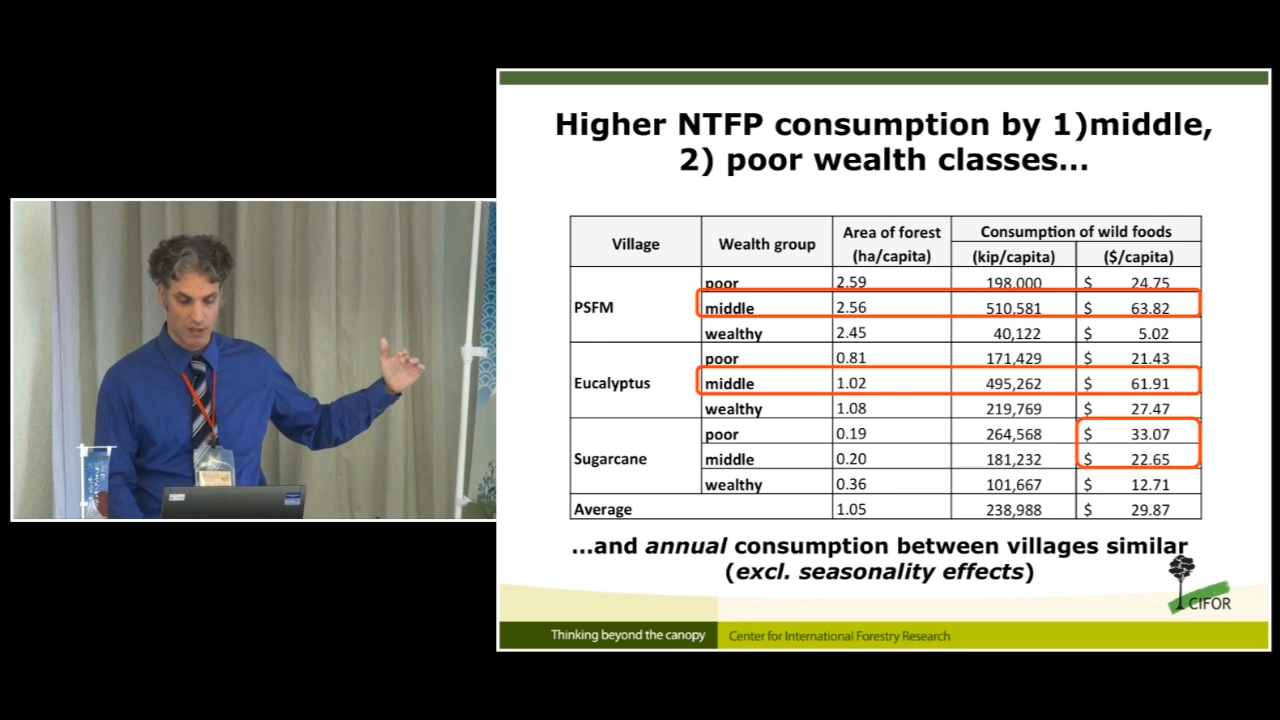 Higher NTFP consumption by 1)middle,
2) poor wealth classes...
Village Wealth group Area of forest (ha/capita) Consumption of wild foods
(kip/capita) ($/capita)
PSFM poor 2.59 198,000 $ 24.75
middle 2.56 510,581 $ 63.82
wealthy 2.45 40,122 $ 5.02
Eucalyptus poor 0.81 171,429 $ 21.43
middle 1.02 495,262 $ 61.91
wealthy 1.08 219,769 $ 27.47
Sugarcane poor 0.19 264,568 $ 33.07
middle 0.20 181,232 $ 22.65
wealthy 0.36 101,667 $ 12.71
Average 1.05 238,988 $ 29.87
...and annual consumption between villages similar
(excl. seasonality effects)
CIFOR
Thinking beyond the canopy Center for International Forestry Research